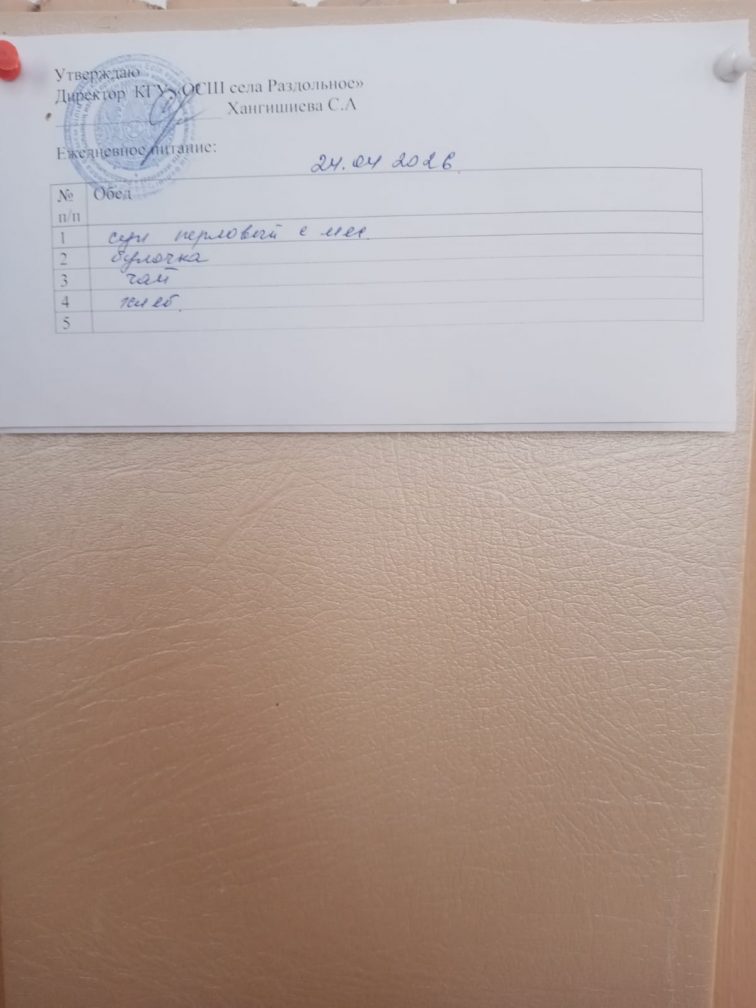 Утверждаю
Директор КГУ «ОСШ села Раздольное»
Хангишиева С.А
Ежедневное питание:
24.04 2026
№ п/п Обед
1 суп перловый с мяс.
2 булочка
3 чай
4 хлеб.
5